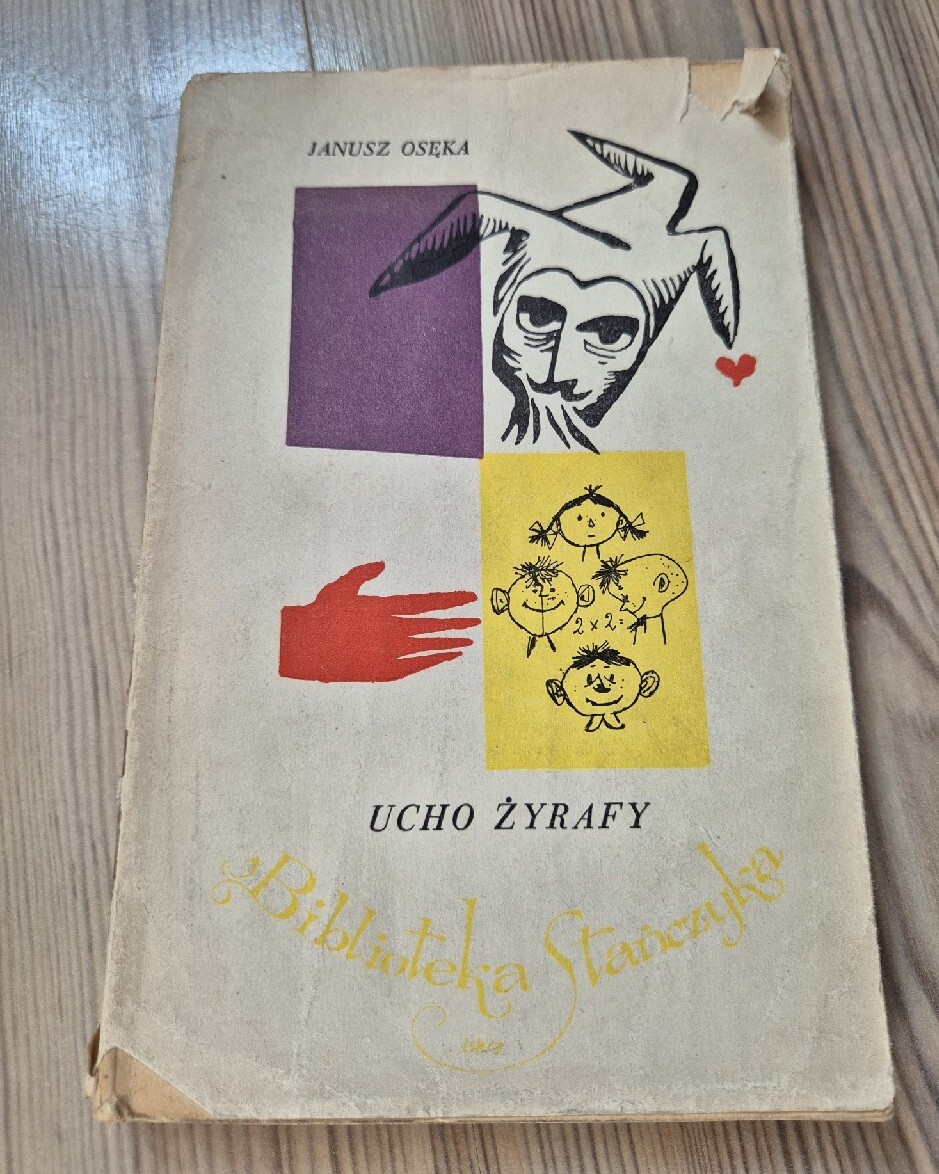 JANUSZ OSĘKA
2 x 2 =
UCHO ŻYRAFY
Biblioteka Stańczyka